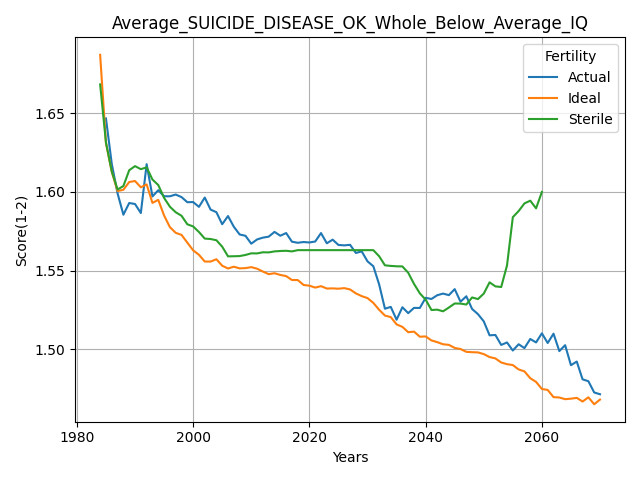 Average_SUICIDE_DISEASE_OK_Whole_Below_Average_IQ
Fertility
Actual
Ideal
Sterile
Score(1-2)
1.65
1.60
1.55
1.50
1980
2000
2020
2040
2060
Years